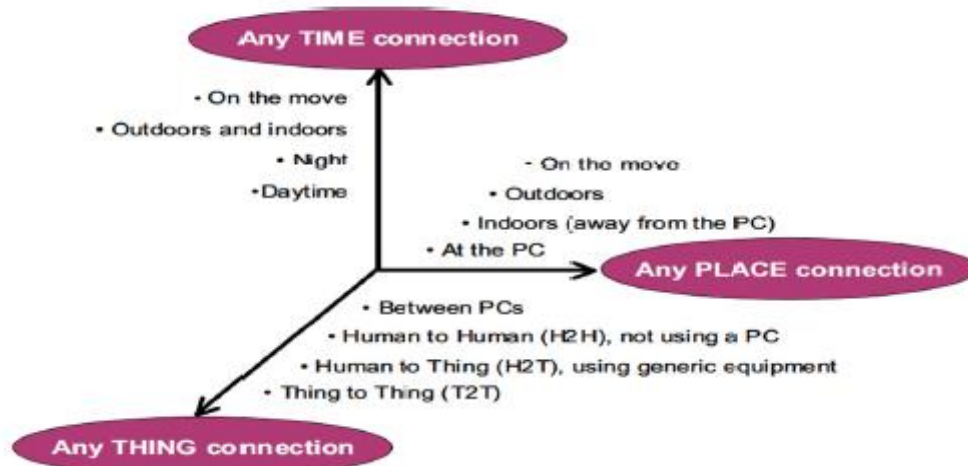 Any TIME connection
• On the move
• Outdoors and indoors
• Night
•Daytime
- On the move
• Outdoors
• Indoors (away from the PC)
• At the PC
Any PLACE connection
• Between PCs
• Human to Human (H2H), not using a PC
• Human to Thing (H2T), using generic equipment
• Thing to Thing (T2T)
Any THING connection